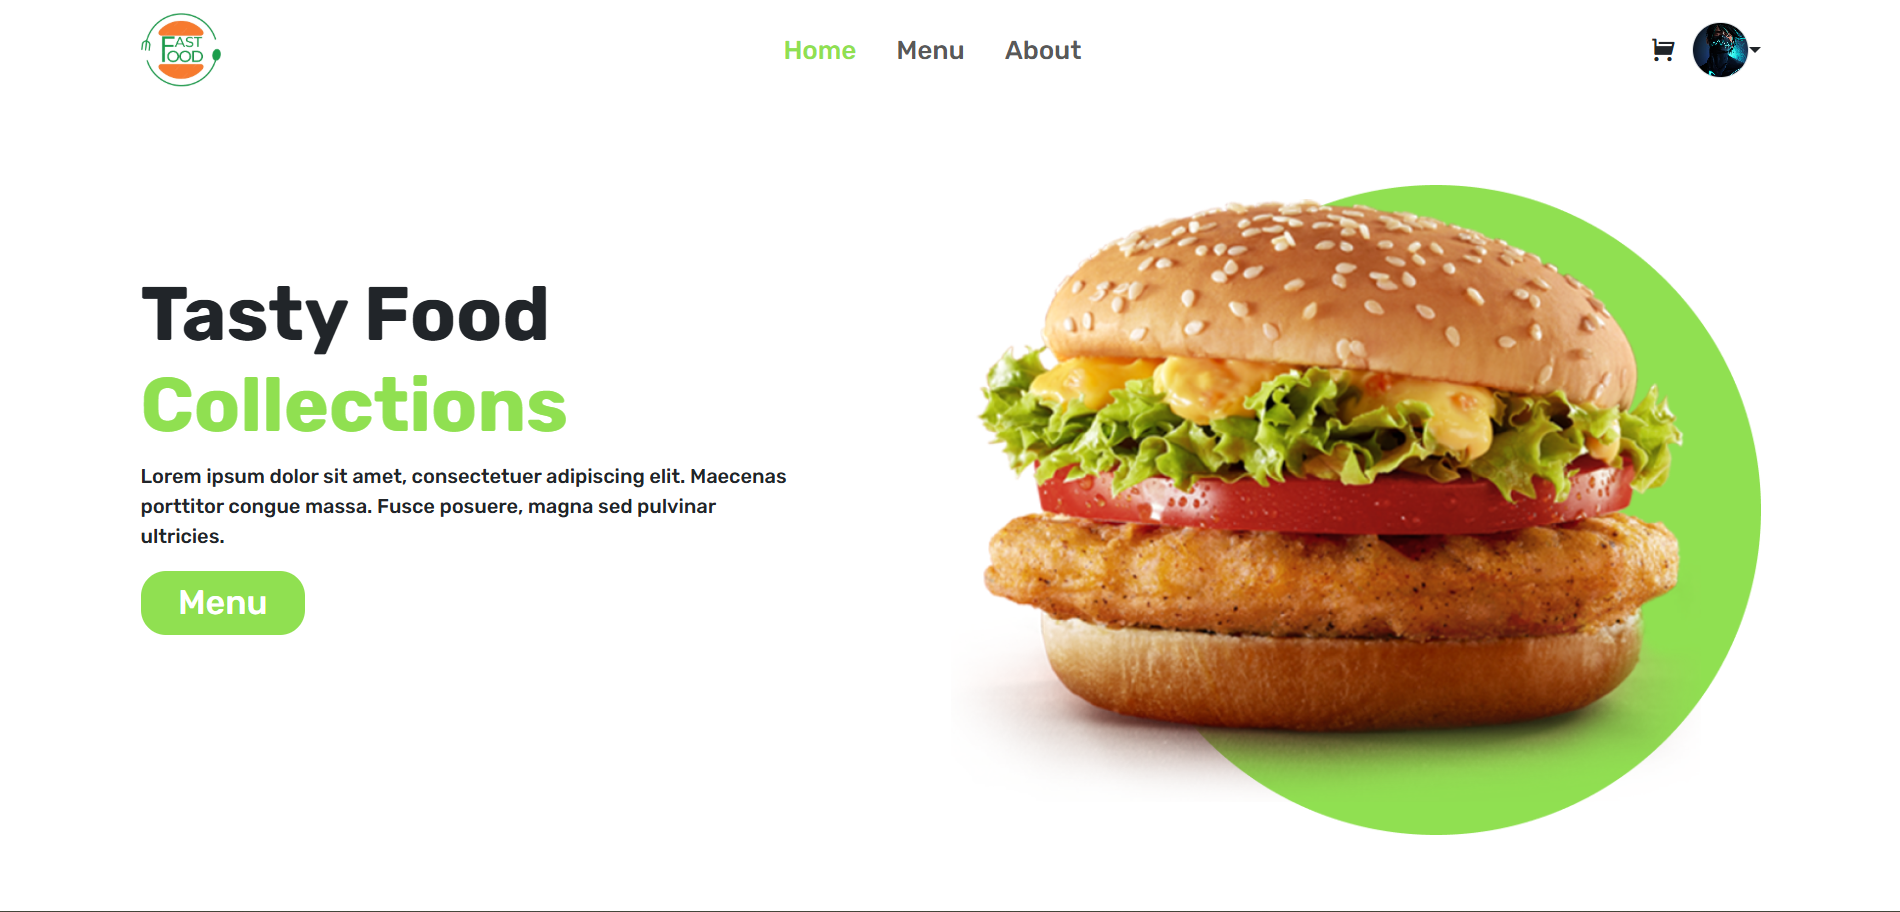 FAST
FOOD
Home
Menu
About
Tasty Food
Collections
Lorem ipsum dolor sit amet, consectetuer adipiscing elit. Maecenas
porttitor congue massa. Fusce posuere, magna sed pulvinar
ultricies.
Menu